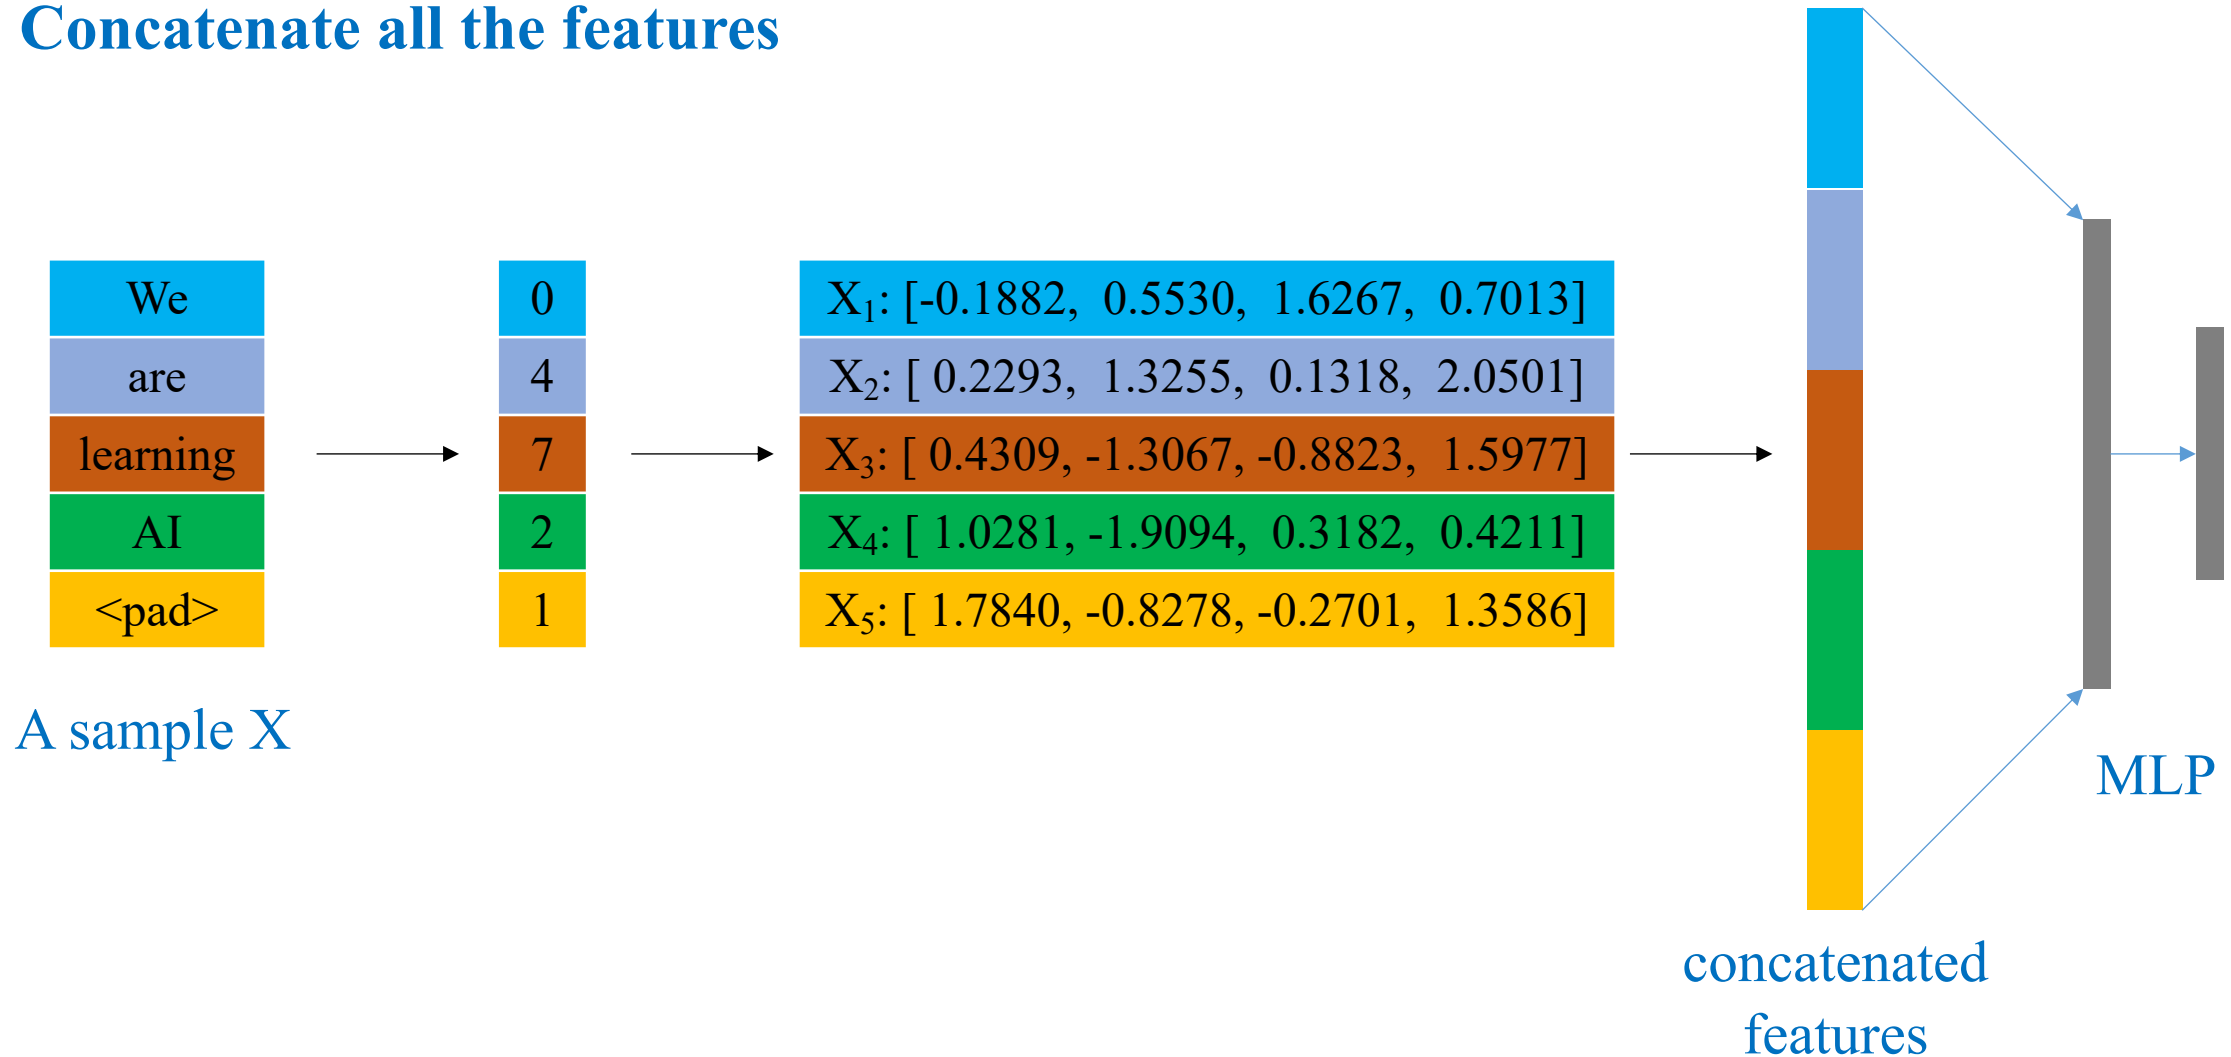 Concatenate all the features
We
are
learning
AI
<pad>
0
4
7
2
1
X₁: [-0.1882, 0.5530, 1.6267, 0.7013]
X₂: [ 0.2293, 1.3255, 0.1318, 2.0501]
X₃: [ 0.4309, -1.3067, -0.8823, 1.5977]
X₄: [ 1.0281, -1.9094, 0.3182, 0.4211]
X₅: [ 1.7840, -0.8278, -0.2701, 1.3586]
A sample X
MLP
concatenated
features